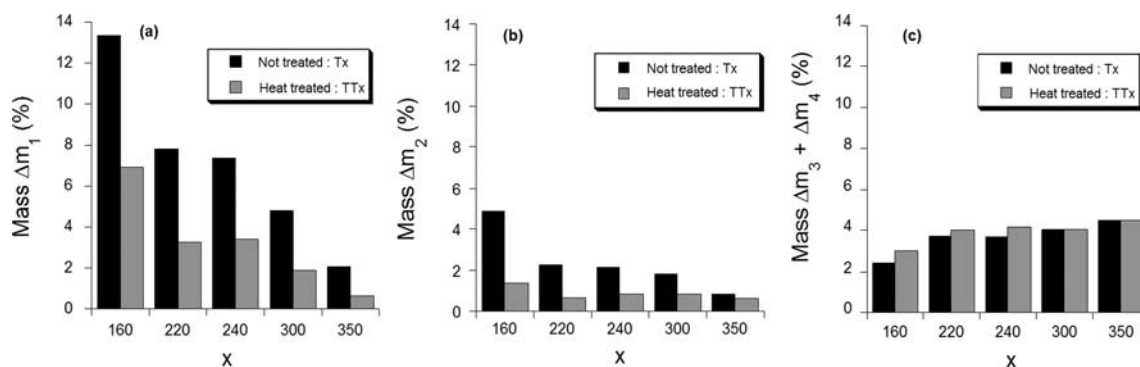 (a)
Not treated : Tx
Heat treated : TTx
Mass Δm1 (%)
14
12
10
8
6
4
2
0
160 220 240 300 350
X
(b)
Not treated : Tx
Heat treated : TTx
Mass Δm2 (%)
14
12
10
8
6
4
2
0
160 220 240 300 350
X
(c)
Not treated : Tx
Heat treated : TTx
Mass Δm3 + Δm4 (%)
14
12
10
8
6
4
2
0
160 220 240 300 350
X